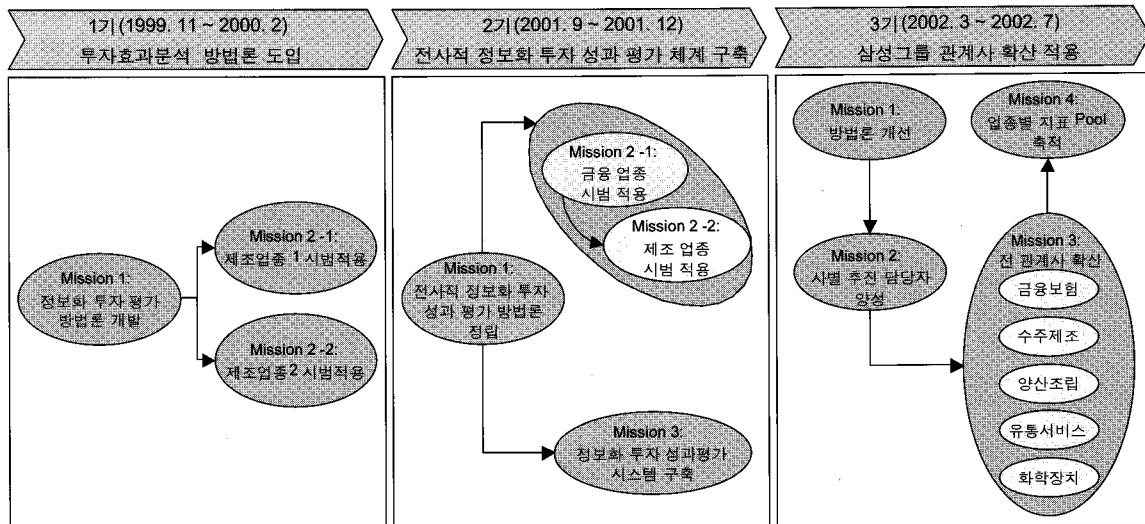 1기(1999. 11 ~ 2000. 2)
투자효과분석 방법론 도입
2기(2001. 9 ~ 2001. 12)
전사적 정보화 투자 성과 평가 체계 구축
3기(2002. 3 ~ 2002. 7)
삼성그룹 관계사 확산 적용
Mission 1:
정보화 투자 평가
방법론 개발
Mission 2 -1:
제조업종 1 시범적용
Mission 2 -2:
제조업종2 시범적용
Mission 1:
전사적 정보화 투자
성과 평가 방법론
정립
Mission 2 -1:
금융 업종
시범 적용
Mission 2 -2:
제조 업종
시범 적용
Mission 3:
정보화 투자 성과평가
시스템 구축
Mission 1:
방법론 개선
Mission 2:
사별 추진 담당자
양성
Mission 3:
전 관계사 확산
금융보험
수주제조
양산조립
유통서비스
화학장치
Mission 4:
업종별 지표 Pool
축적